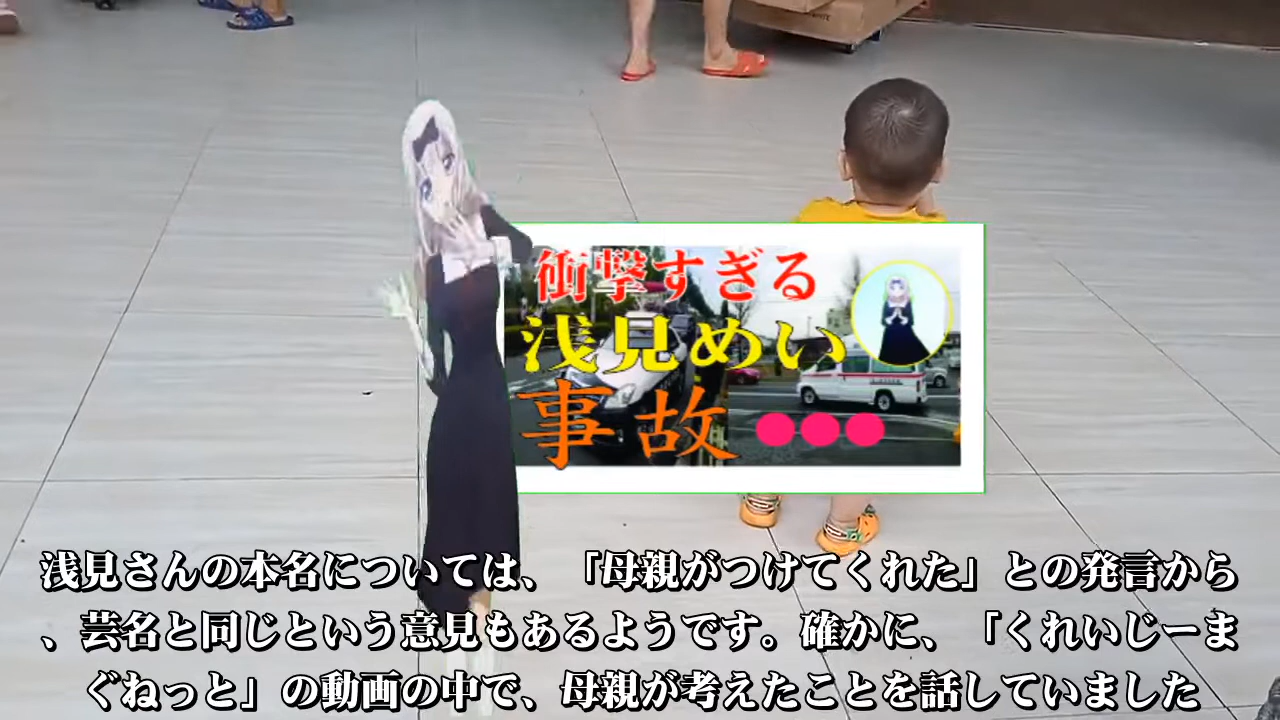 衝撃すぎる
浅見めい
事故●●●
浅見さんの本名については、「母親がつけてくれた」との発言から
、芸名と同じという意見もあるようです。確かに、「くれいじーま
ぐねっと」の動画の中で、母親が考えたことを話していました